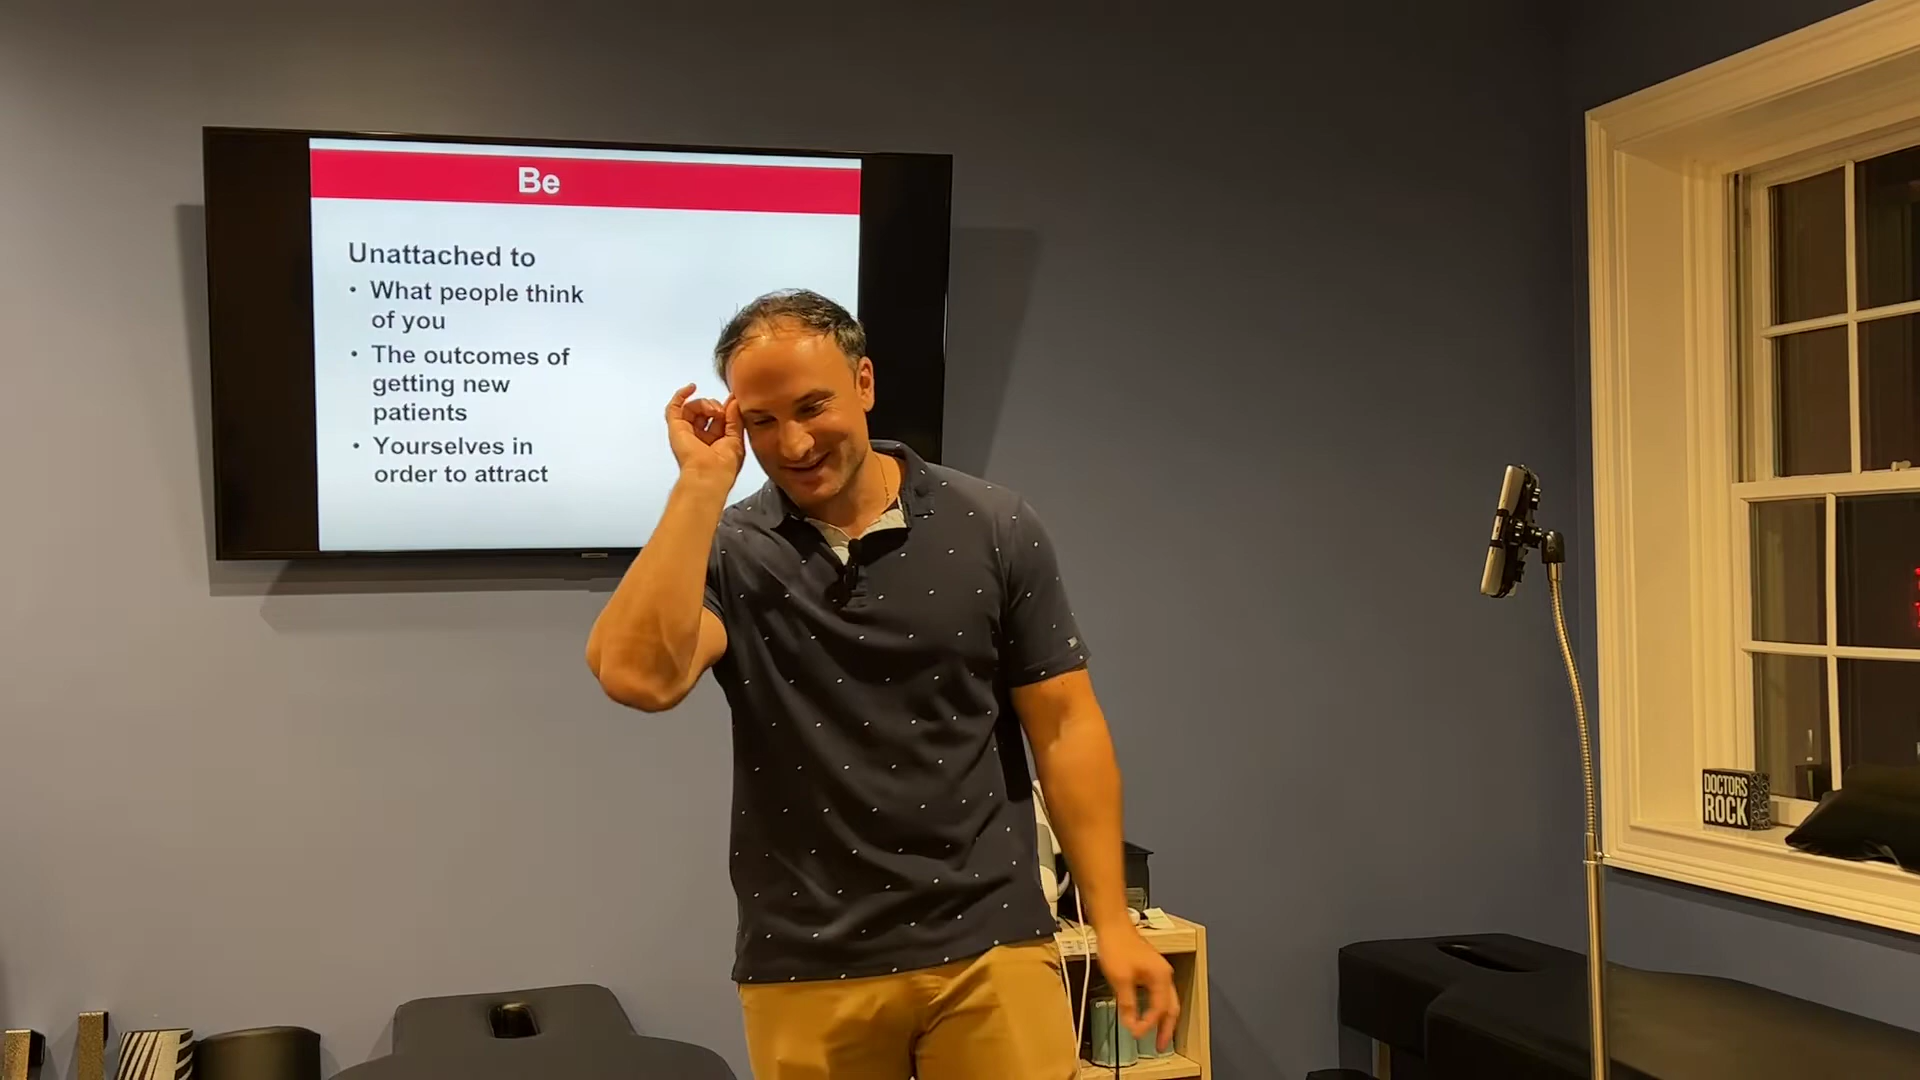 Be
Unattached to
• What people think
of you
• The outcomes of
getting new
patients
• Yourselves in
order to attract
DOCTORS
ROCK